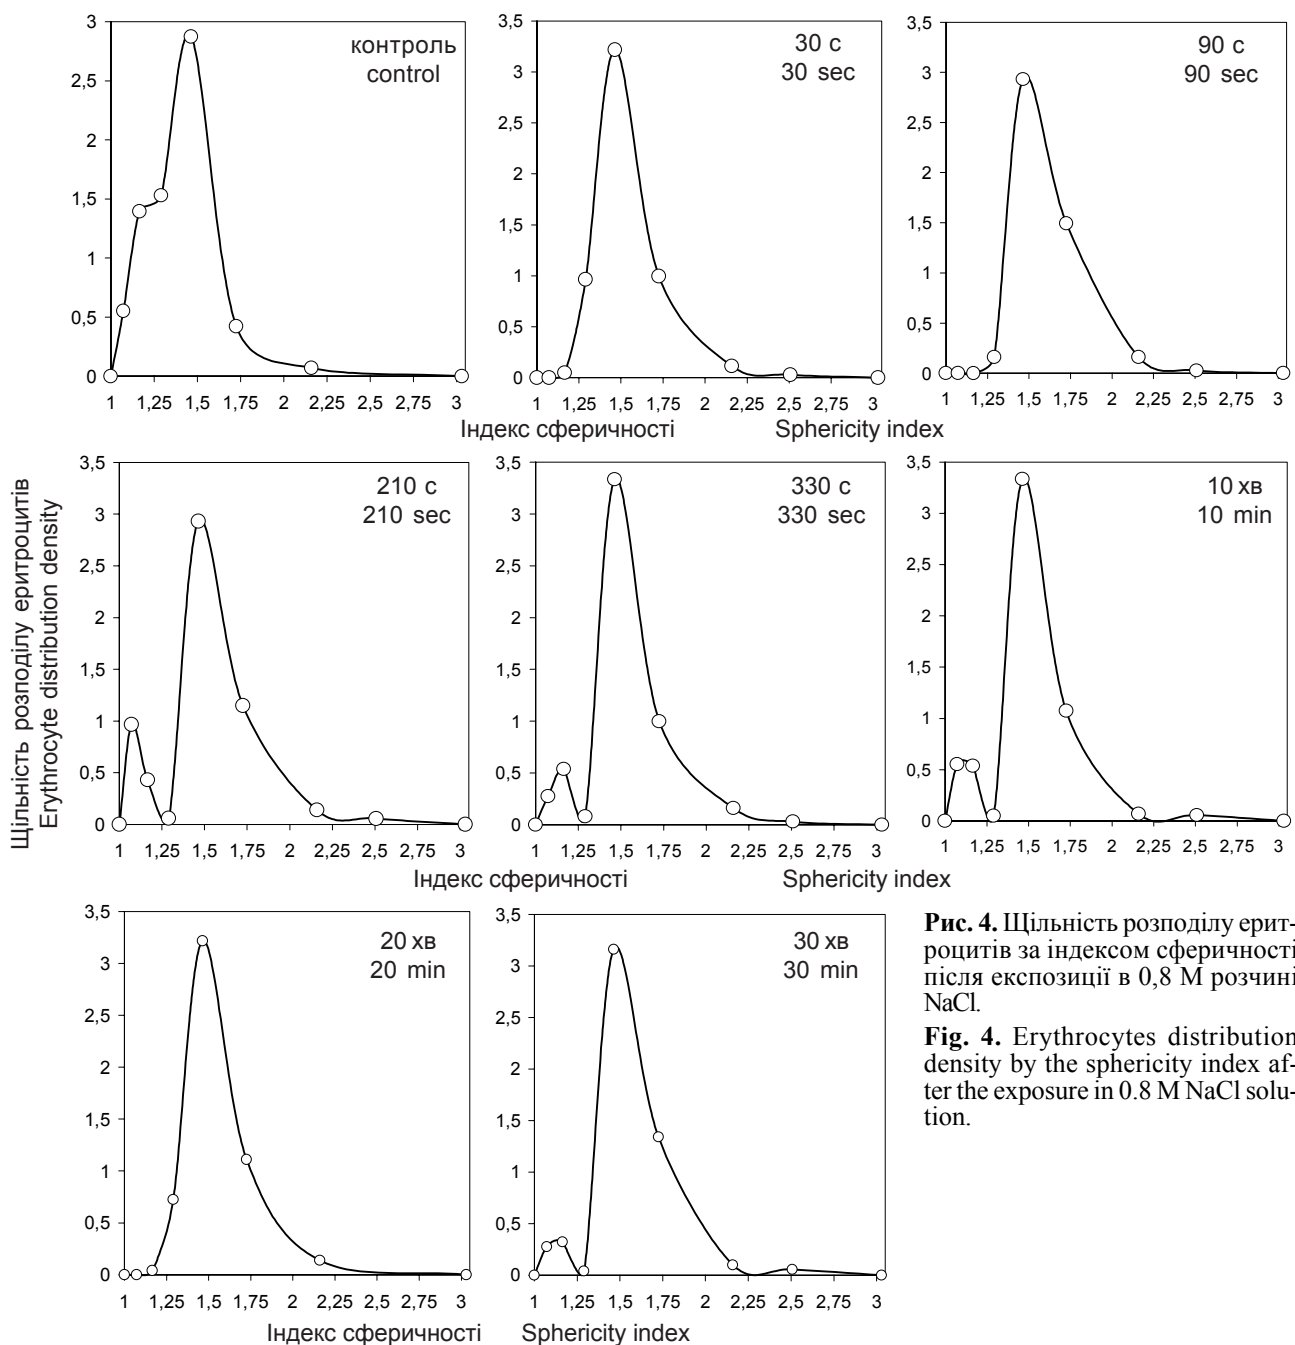 контроль
control
3
2,5
2
1,5
1
0,5
0
1 1,25 1,5 1,75 2 2,25 2,5 2,75 3
30 с
30 sec
3,5
3
2,5
2
1,5
1
0,5
0
1 1,25 1,5 1,75 2 2,25 2,5 2,75 3
90 с
90 sec
3,5
3
2,5
2
1,5
1
0,5
0
1 1,25 1,5 1,75 2 2,25 2,5 2,75 3
Індекс сферичності Sphericity index
Щільність розподілу еритроцитів
Erythrocyte distribution density
210 с
210 sec
3,5
3
2,5
2
1,5
1
0,5
0
1 1,25 1,5 1,75 2 2,25 2,5 2,75 3
330 с
330 sec
3,5
3
2,5
2
1,5
1
0,5
0
1 1,25 1,5 1,75 2 2,25 2,5 2,75 3
10 хв
10 min
3,5
3
2,5
2
1,5
1
0,5
0
1 1,25 1,5 1,75 2 2,25 2,5 2,75 3
Індекс сферичності Sphericity index
20 хв
20 min
3,5
3
2,5
2
1,5
1
0,5
0
1 1,25 1,5 1,75 2 2,25 2,5 2,75 3
30 хв
30 min
3,5
3
2,5
2
1,5
1
0,5
0
1 1,25 1,5 1,75 2 2,25 2,5 2,75 3
Індекс сферичності Sphericity index
Рис. 4. Щільність розподілу ерит-
роцитів за індексом сферичності
після експозиції в 0,8 М розчині
NaCl.
Fig. 4. Erythrocytes distribution
density by the sphericity index af-
ter the exposure in 0.8 M NaCl solu-
tion.